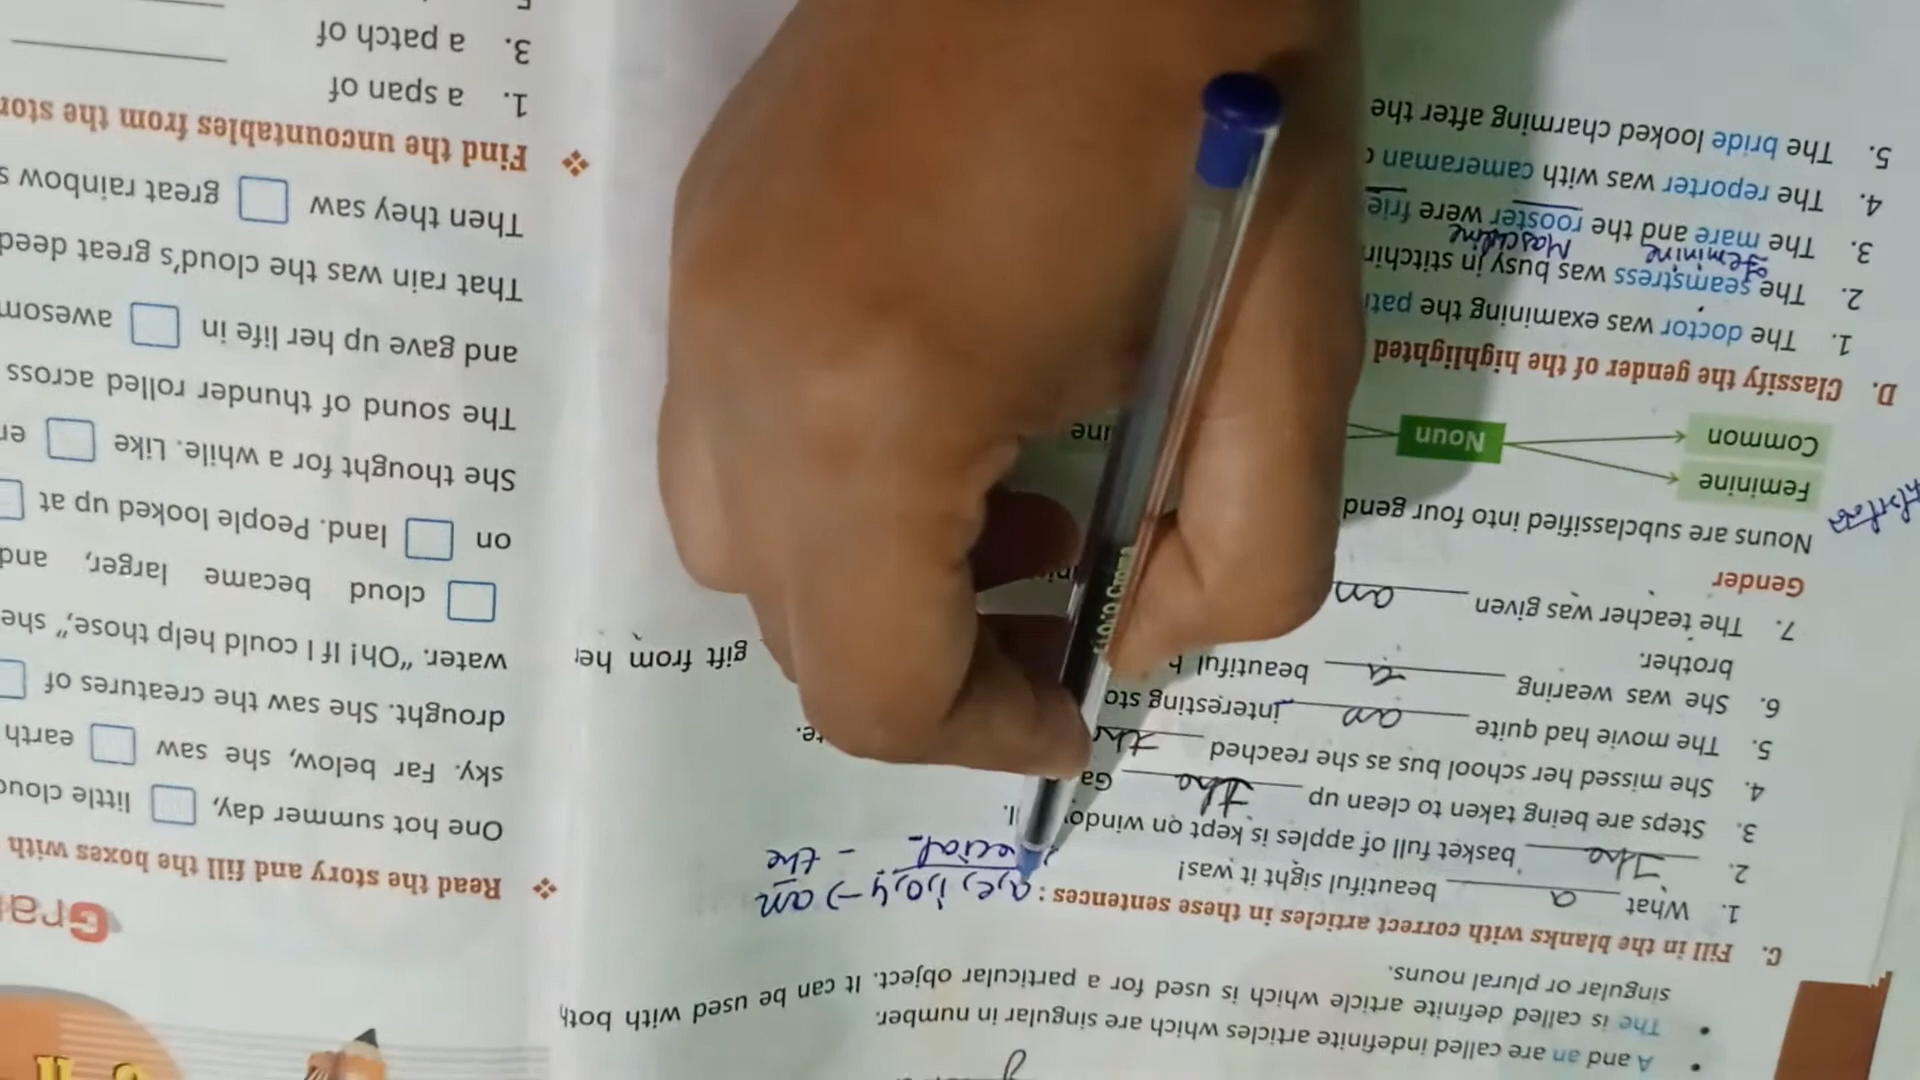 A and an are called indefinite articles which are singular in number.
The is called definite article which is used for a particular object. It can be used with both
singular or plural nouns.
C. Fill in the blanks with correct articles in these sentences :
a, e, i, o, u → an
- the
1. What a beautiful sight it was!
2. The basket full of apples is kept on
3. Steps are being taken to clean up the
4. She missed her school bus as she reached
5. The movie had quite an interesting
6. She was wearing a beautiful
brother.
7. The teacher was given an
gift from her
Gender
Nouns are subclassified into four
Feminine
Common
Noun
D. Classify the gender of the highlighted
1. The doctor was examining the
2. The seamstress was busy in
Feminine Masculine
3. The mare and the rooster were
4. The reporter was with cameraman
5. The bride looked charming after the
❖ Read the story and fill the boxes with
One hot summer day, little
sky. Far below, she saw earth
drought. She saw the creatures of
water. “Oh! If I could help those,” she
cloud became larger, and
on land. People looked up at
She thought for a while. Like
The sound of thunder rolled across
and gave up her life in
That rain was the cloud’s great deed
Then they saw great rainbow
❖ Find the uncountables from the
1. a span of
3. a patch of